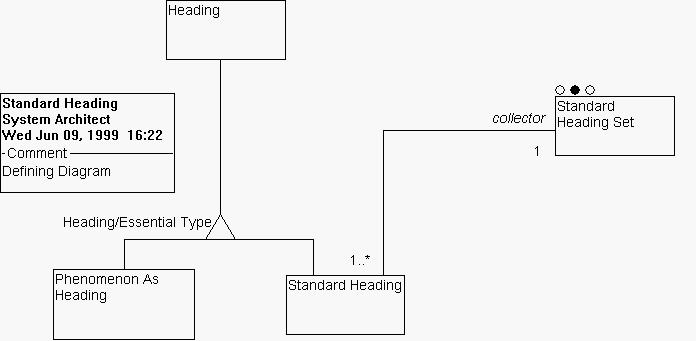 Heading
Standard Heading
System Architect
Wed Jun 09, 1999 16:22
Comment
Defining Diagram
collector
Standard
Heading Set
1
Heading/Essential Type
1..*
Phenomenon As
Heading
Standard Heading